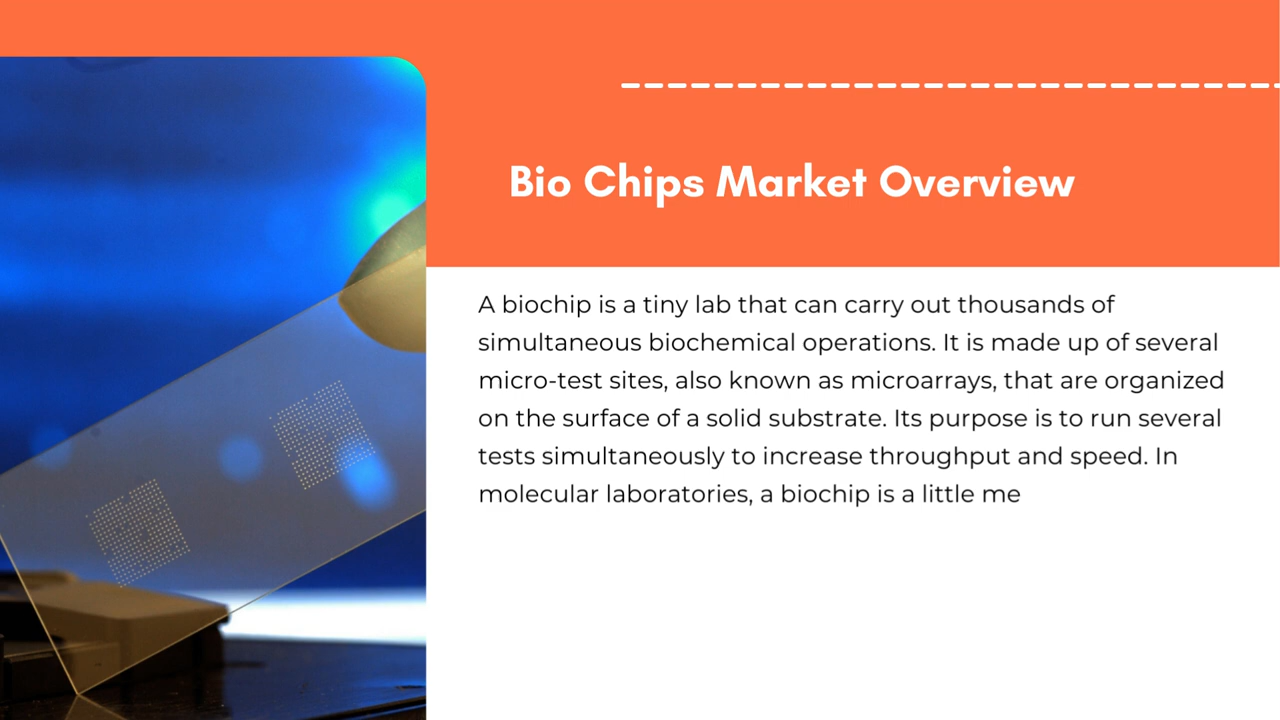 Bio Chips Market Overview
A biochip is a tiny lab that can carry out thousands of
simultaneous biochemical operations. It is made up of several
micro-test sites, also known as microarrays, that are organized
on the surface of a solid substrate. Its purpose is to run several
tests simultaneously to increase throughput and speed. In
molecular laboratories, a biochip is a little me